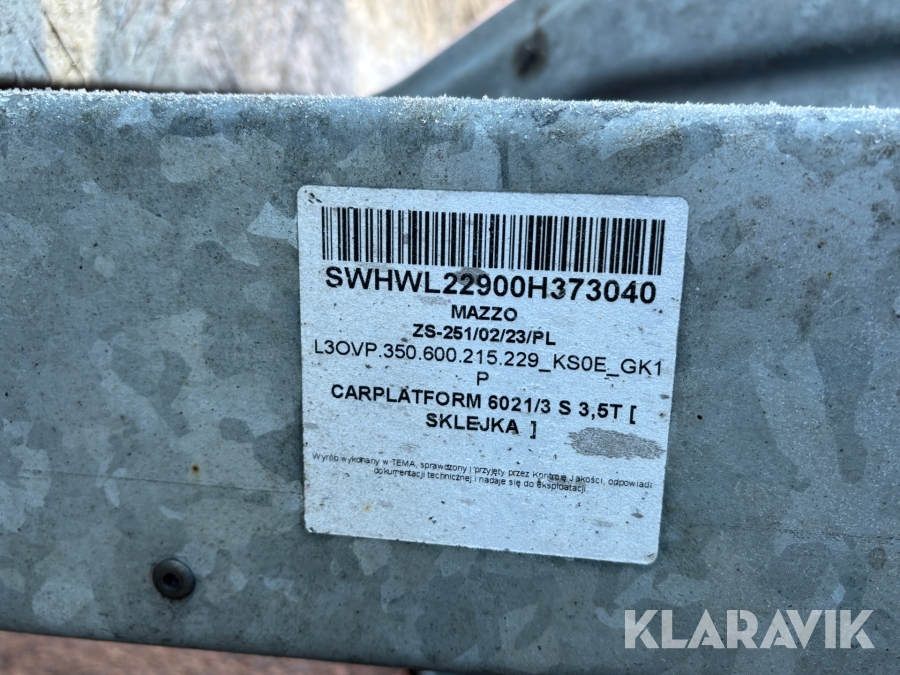 SWHWL22900H373040
MAZZO
ZS-251/02/23/PL
L3OVP.350.600.215.229_KS0E_GK1
P
CARPLATFORM 6021/3 S 3,5T [
SKLEJKA ]
Wyrób wykonany w TEMA, sprawdzony i przyjęty przez Kontrolę Jakości, odpowiada
dokumentacji technicznej i nadaje się do eksploatacji.
KLARAVIK